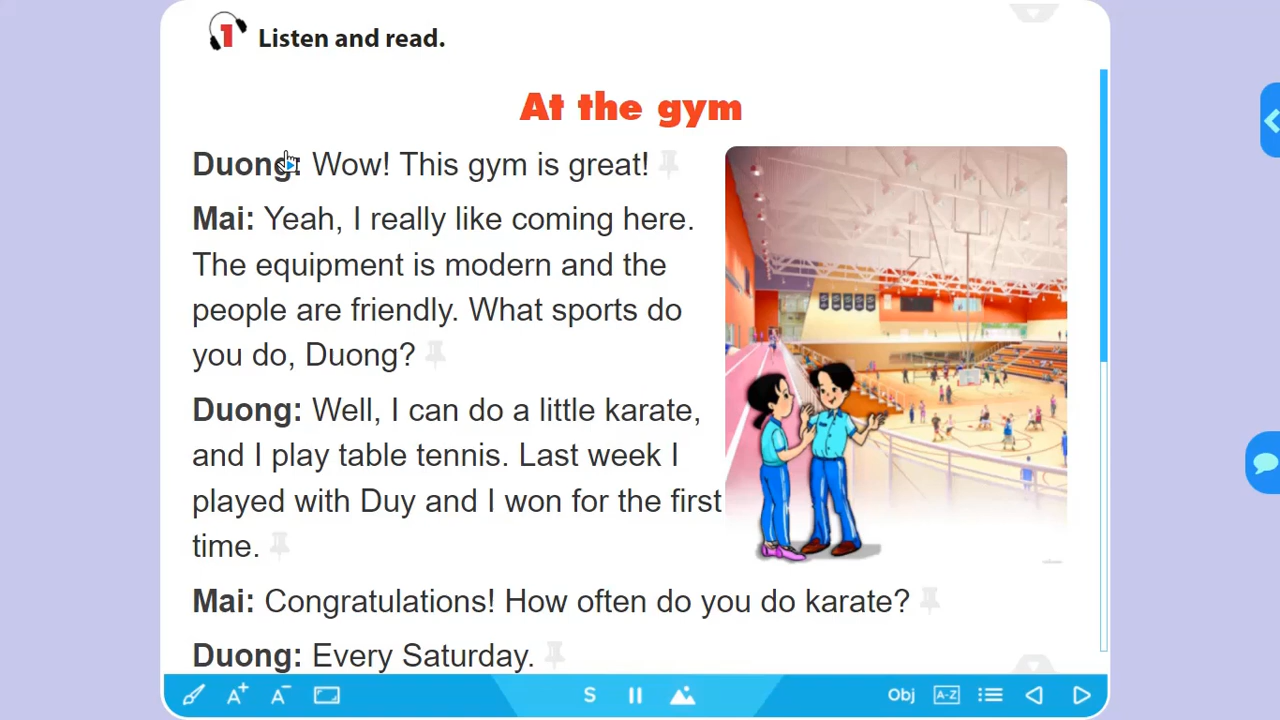 1 Listen and read.
At the gym
Duong: Wow! This gym is great!
Mai: Yeah, I really like coming here.
The equipment is modern and the
people are friendly. What sports do
you do, Duong?
Duong: Well, I can do a little karate,
and I play table tennis. Last week I
played with Duy and I won for the first
time.
Mai: Congratulations! How often do you do karate?
Duong: Every Saturday.
A+ A- S Obj A-Z